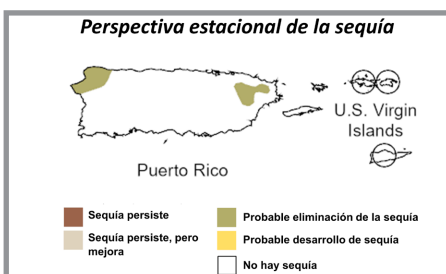 Perspectiva estacional de la sequía
U.S. Virgin
Islands
Puerto Rico
Sequía persiste
Probable eliminación de la sequía
Sequía persiste, pero
mejora
Probable desarrollo de sequía
No hay sequía